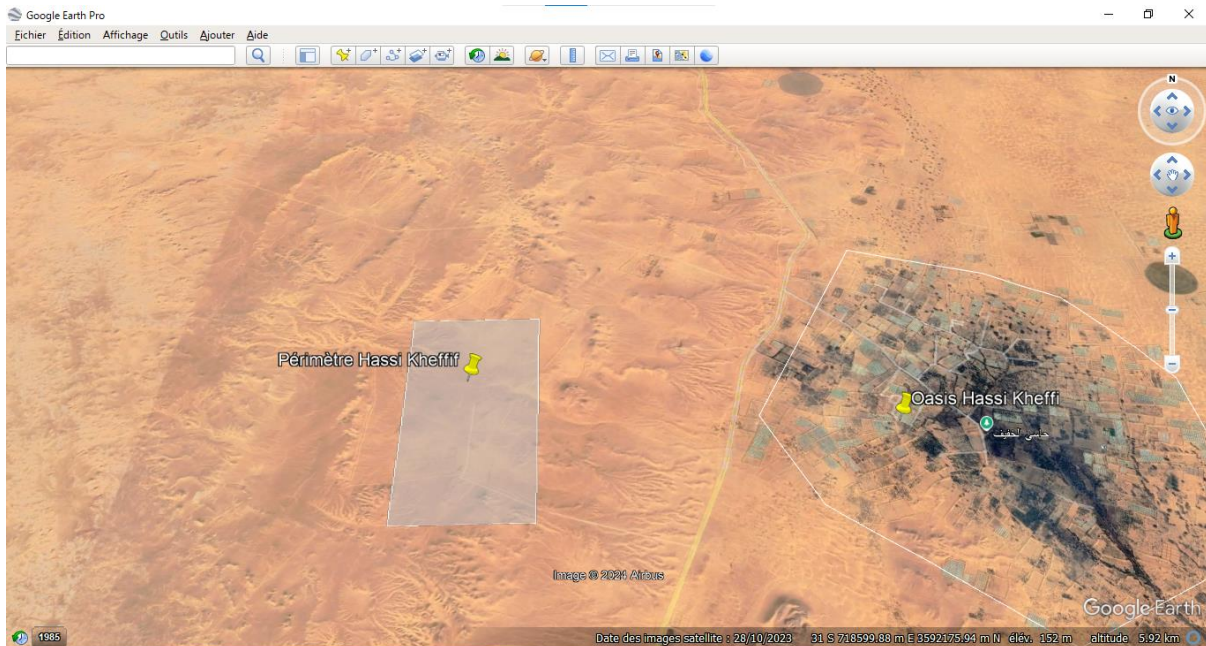 Google Earth Pro
Fichier Édition Affichage Outils Ajouter Aide
N
Périmètre Hassi Kheffif
Oasis Hassi Kheffi
حاسي الخفيف
Image © 2024 Airbus
Google Earth
1985
Date des images satellite : 28/10/2023 31 S 718599.88 m E 3592175.94 m N élév. 152 m altitude 5.92 km